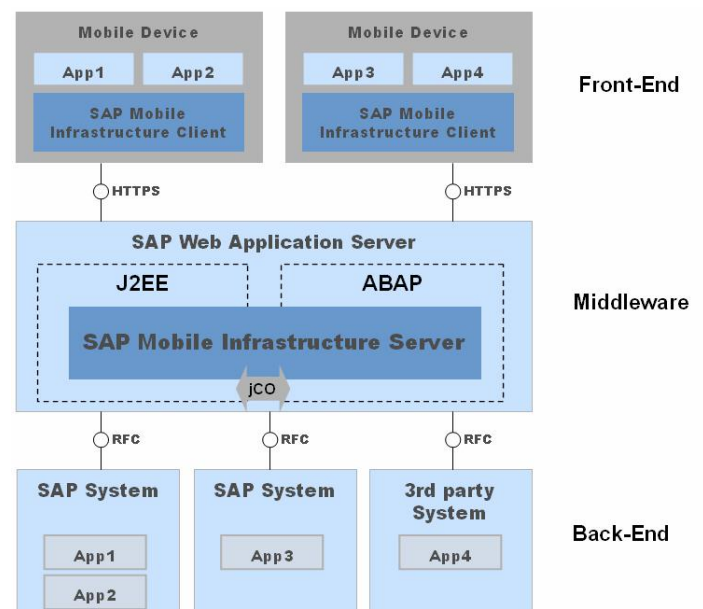 Mobile Device
App1
App2
SAP Mobile
Infrastructure Client
Mobile Device
App3
App4
SAP Mobile
Infrastructure Client
Front-End
HTTPS
HTTPS
SAP Web Application Server
J2EE
ABAP
SAP Mobile Infrastructure Server
jCO
Middleware
RFC
RFC
RFC
SAP System
App1
App2
SAP System
App3
3rd party
System
App4
Back-End